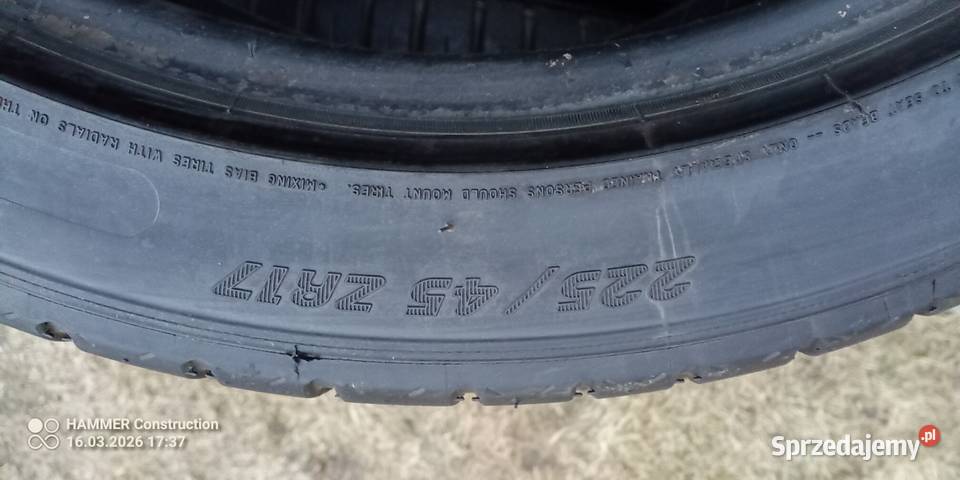 TO SEAT BEADS — ONLY SPECIALLY TRAINED PERSONS SHOULD MOUNT TIRES.
•MIXING BIAS TIRES WITH RADIALS ON THIS
225/45 ZR17
HAMMER Construction
16.03.2026 17:37
Sprzedajemy.pl